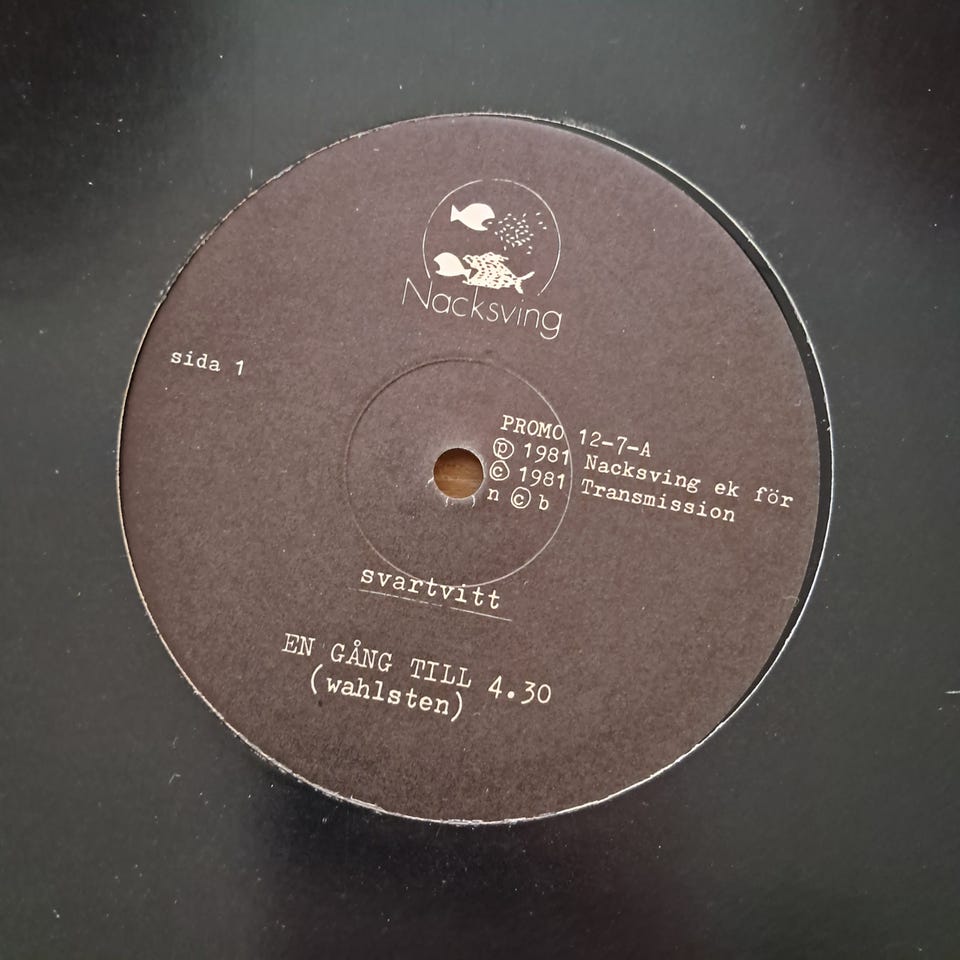 Nacksving
sida 1
PROMO 12-7-A
ⓟ 1981 Nacksving ek för
© 1981 Transmission
n © b
svartvitt
EN GÅNG TILL 4.30
(wahlsten)